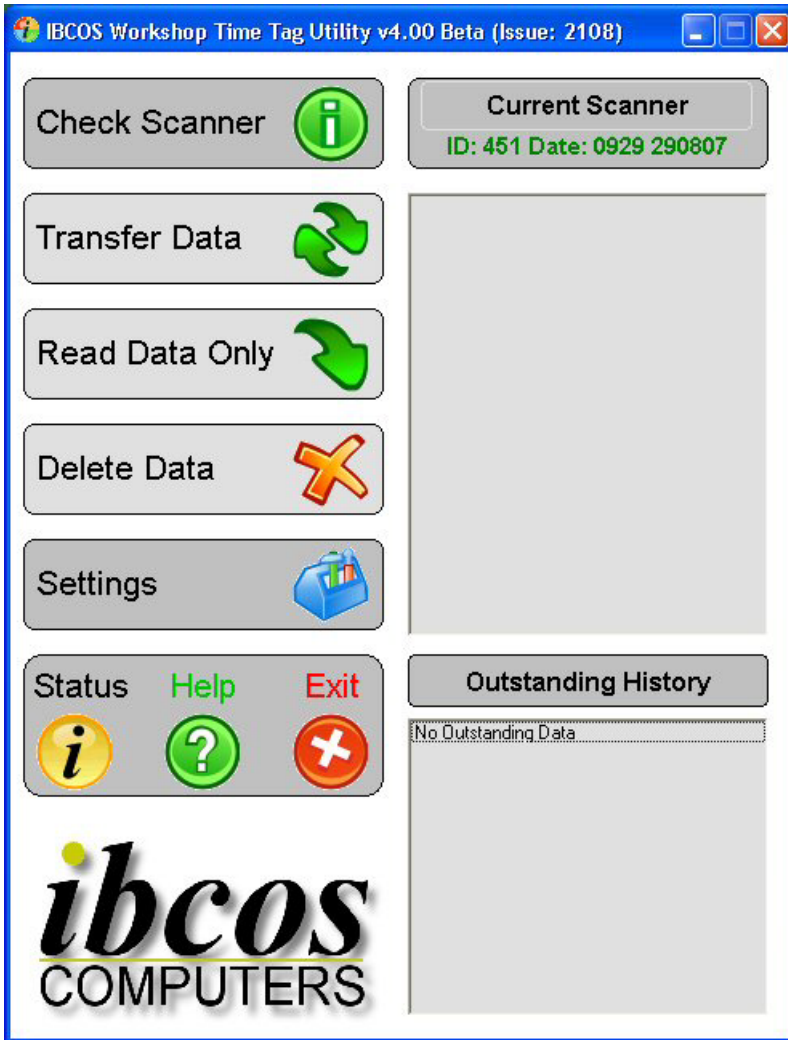 IBCOS Workshop Time Tag Utility v4.00 Beta (Issue: 2108)
Check Scanner
Transfer Data
Read Data Only
Delete Data
Settings
Status Help Exit
ibcos
COMPUTERS
Current Scanner
ID: 451 Date: 0929 290807
Outstanding History
No Outstanding Data